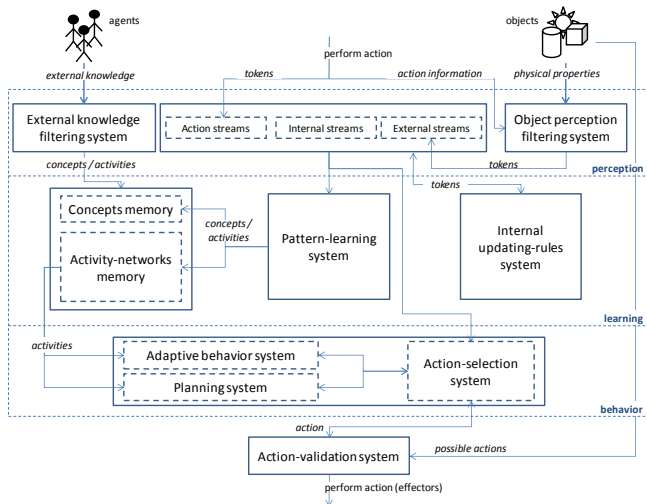 agents
objects
perform action
external knowledge
tokens
action information
physical properties
External knowledge
filtering system
Action streams
Internal streams
External streams
Object perception
filtering system
concepts / activities
tokens
perception
tokens
Concepts memory
Activity-networks
memory
concepts /
activities
Pattern-learning
system
Internal
updating-rules
system
learning
activities
Adaptive behavior system
Planning system
Action-selection
system
behavior
action
Action-validation system
possible actions
perform action (effectors)